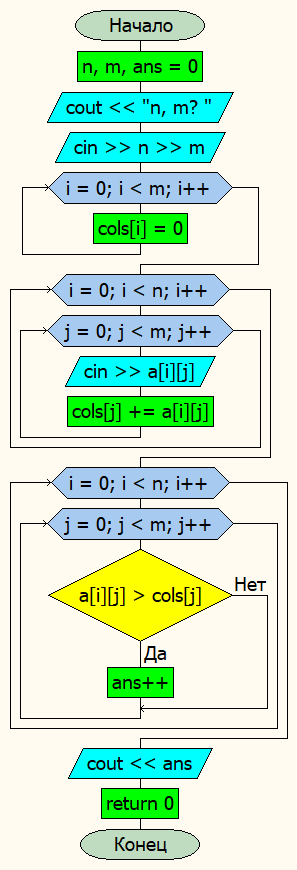 Начало
n, m, ans = 0
cout << "n, m? "
cin >> n >> m
i = 0; i < m; i++
cols[i] = 0
i = 0; i < n; i++
j = 0; j < m; j++
cin >> a[i][j]
cols[j] += a[i][j]
i = 0; i < n; i++
j = 0; j < m; j++
a[i][j] > cols[j]
Нет
Да
ans++
cout << ans
return 0
Конец